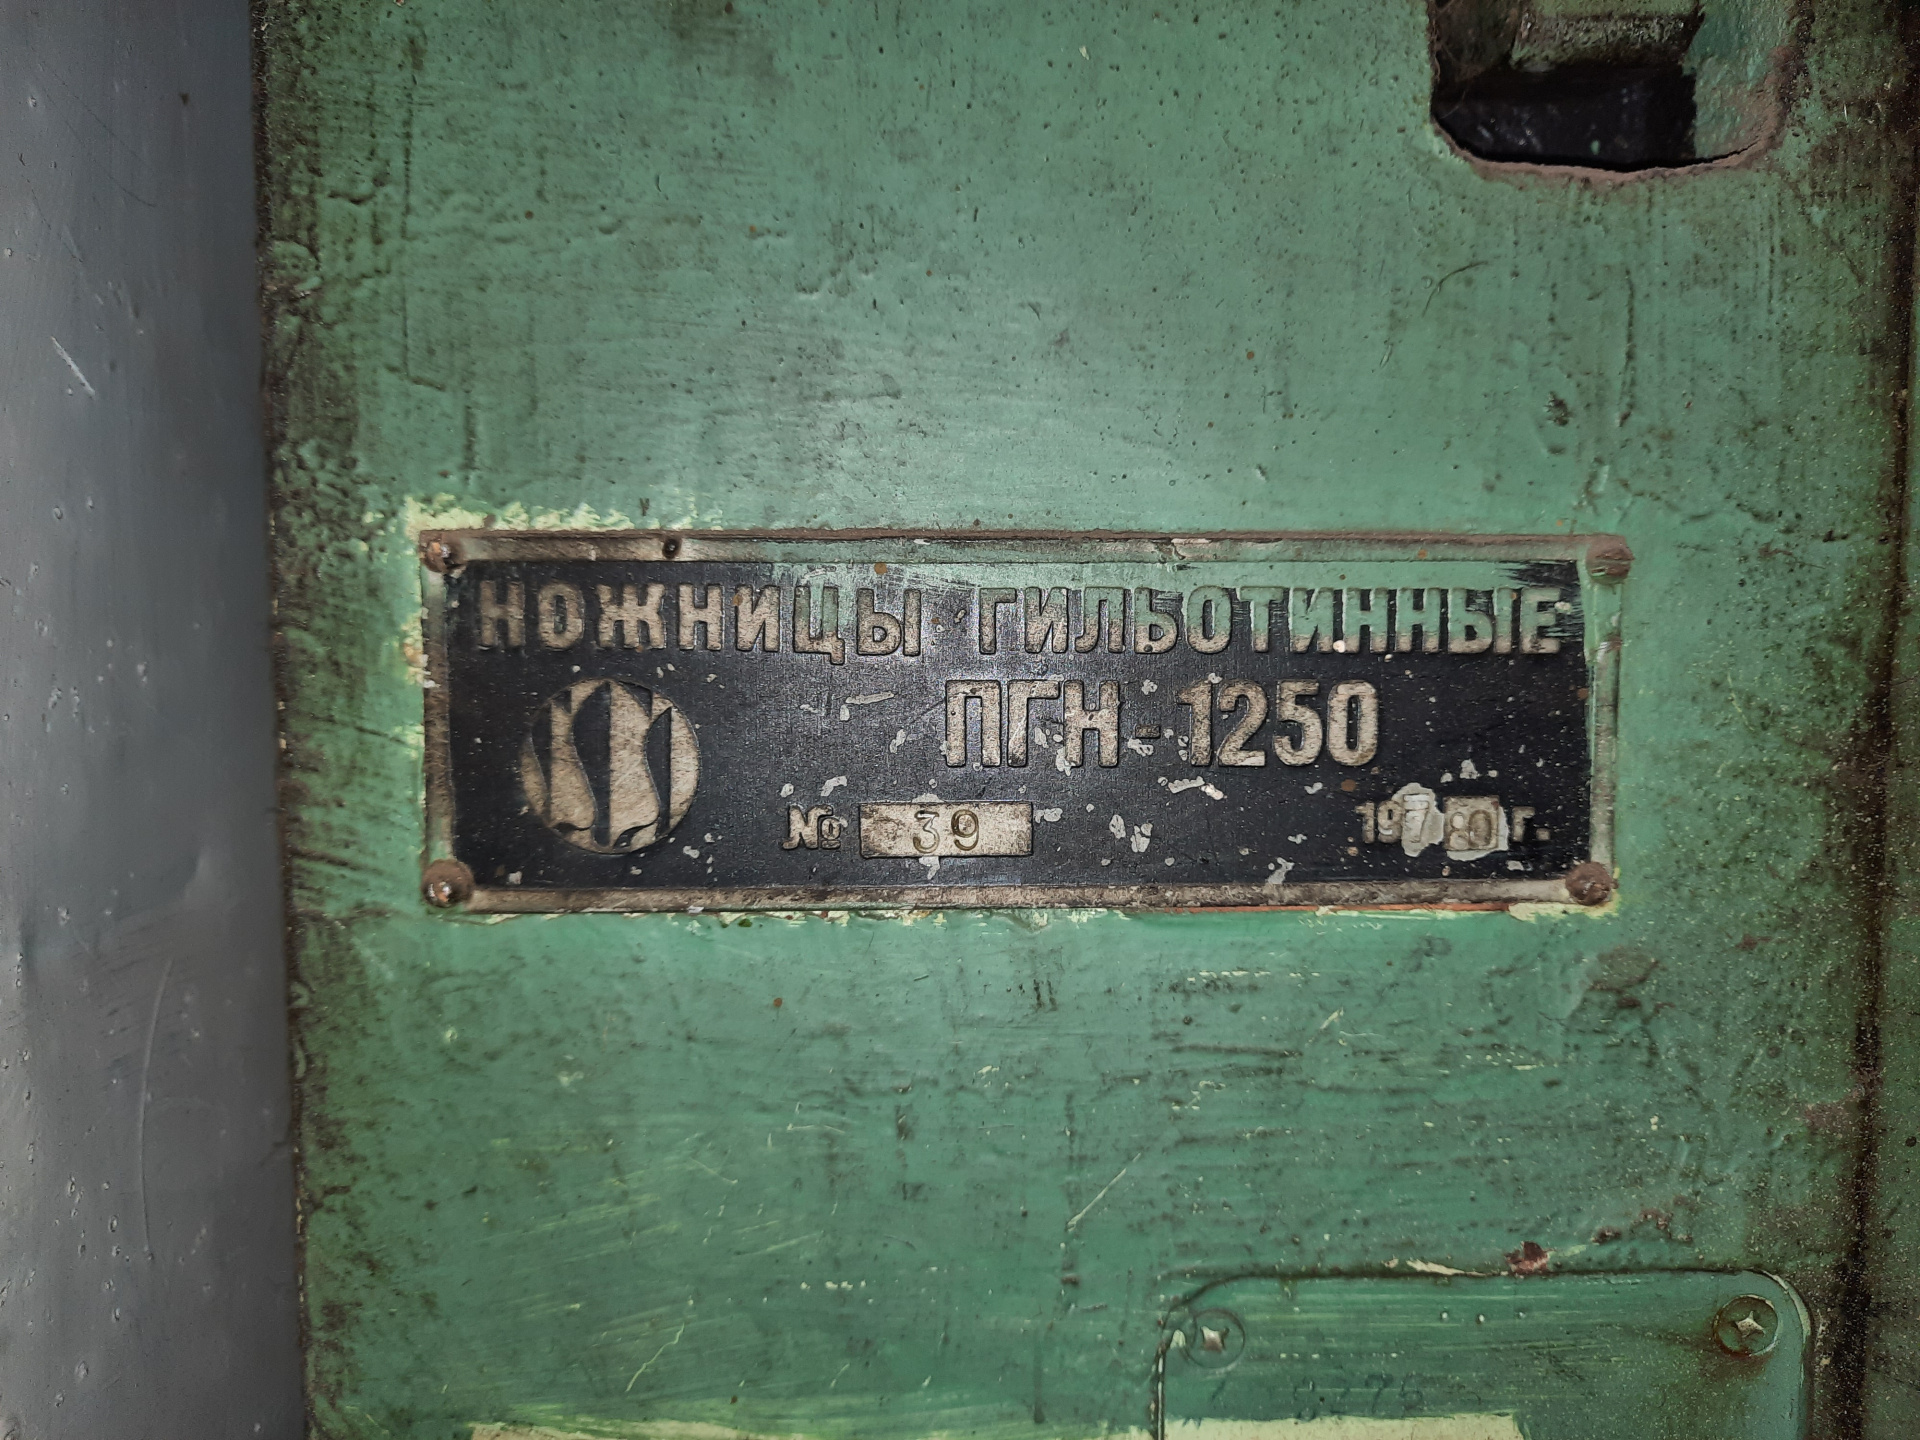 НОЖНИЦЫ ГИЛЬОТИННЫЕ
ПГН-1250
№ 39 1980 г.